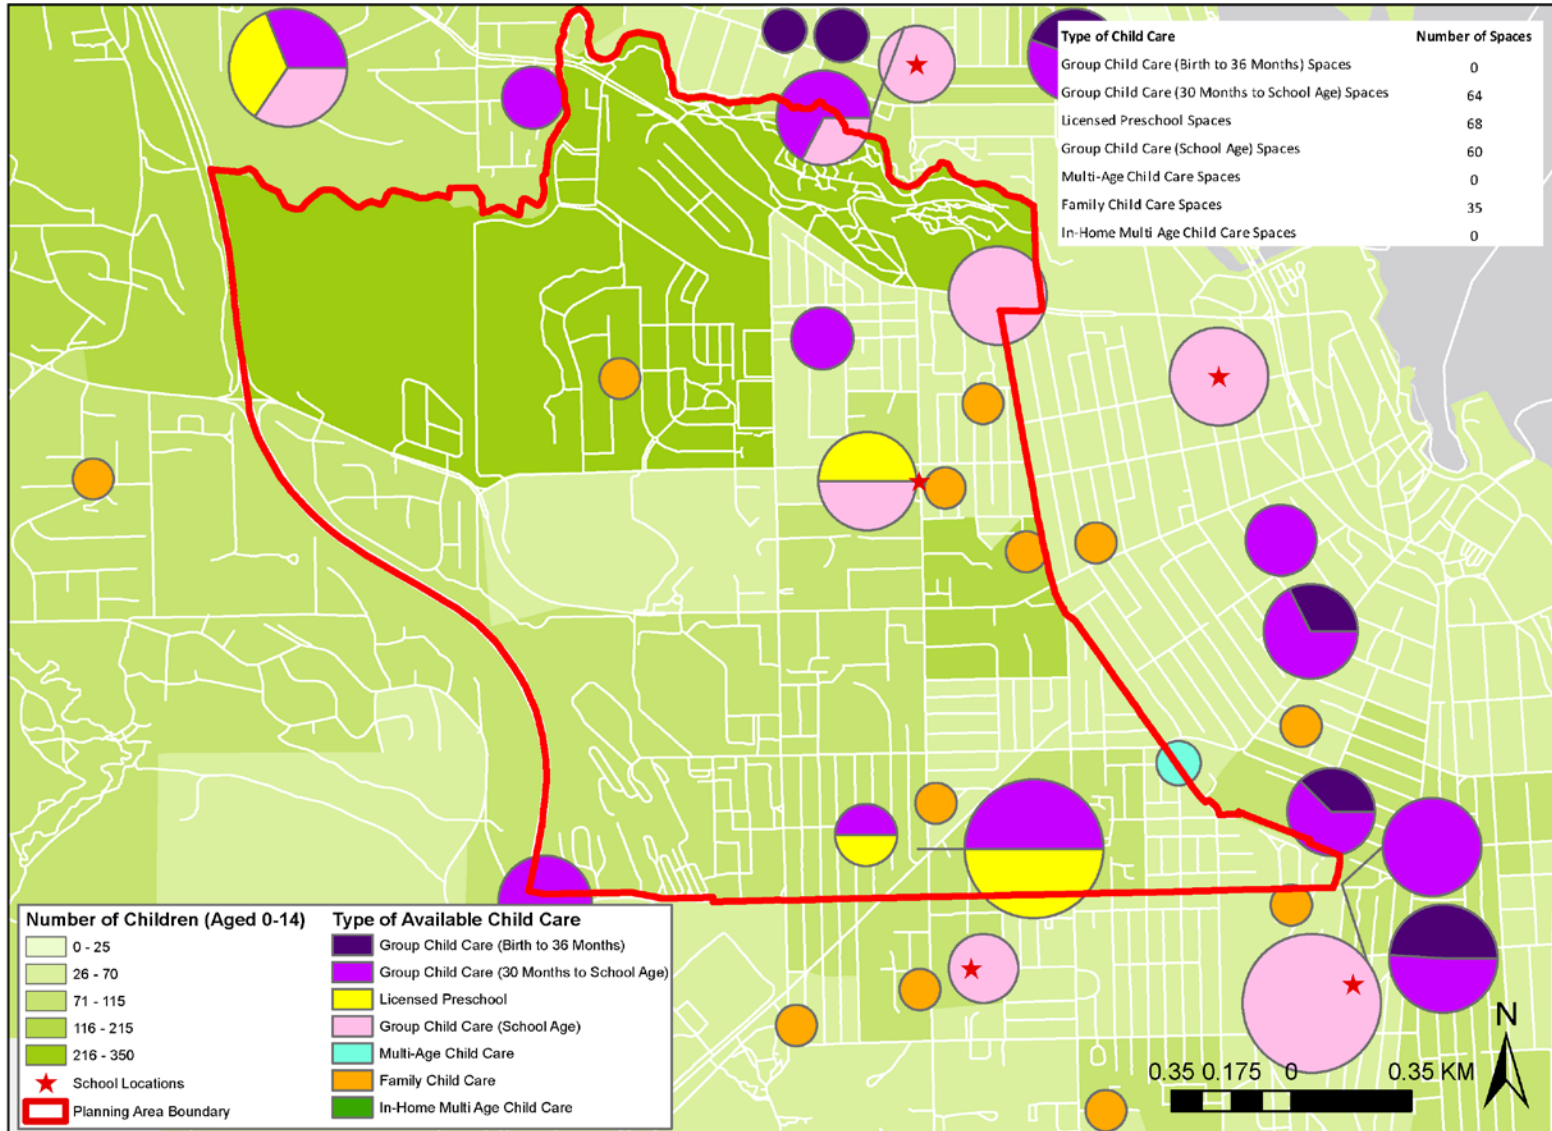 Type of Child Care Number of Spaces
Group Child Care (Birth to 36 Months) Spaces 0
Group Child Care (30 Months to School Age) Spaces 64
Licensed Preschool Spaces 68
Group Child Care (School Age) Spaces 60
Multi-Age Child Care Spaces 0
Family Child Care Spaces 35
In-Home Multi Age Child Care Spaces 0
Number of Children (Aged 0-14)
0 - 25
26 - 70
71 - 115
116 - 215
216 - 350
School Locations
Planning Area Boundary
Type of Available Child Care
Group Child Care (Birth to 36 Months)
Group Child Care (30 Months to School Age)
Licensed Preschool
Group Child Care (School Age)
Multi-Age Child Care
Family Child Care
In-Home Multi Age Child Care
N
0.35 0.175 0 0.35 KM